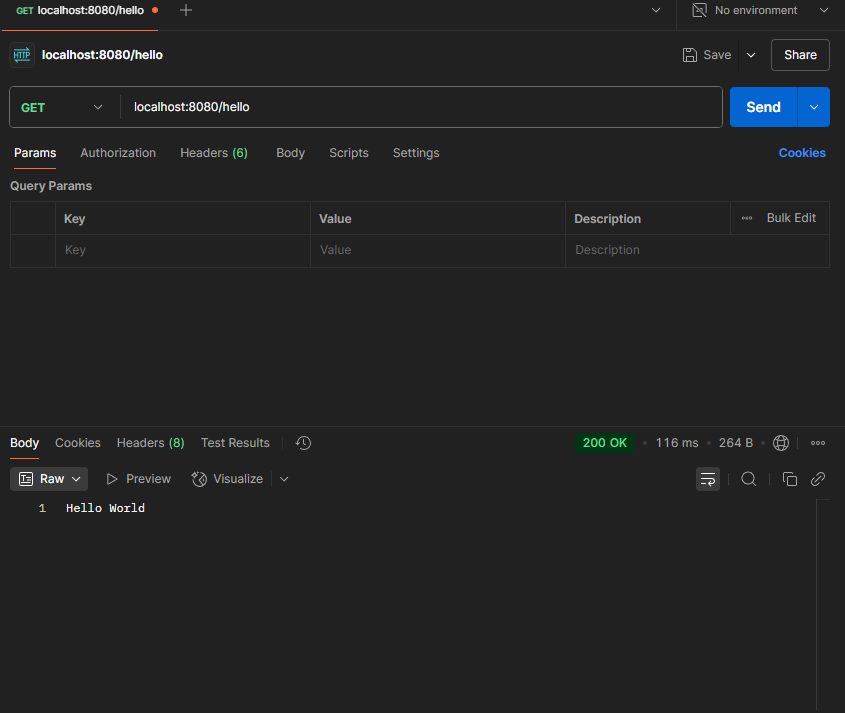 GET localhost:8080/hello No environment
HTTP localhost:8080/hello Save Share
GET localhost:8080/hello Send
Params Authorization Headers (6) Body Scripts Settings Cookies
Query Params
Key Value Description Bulk Edit
Key Value Description
Body Cookies Headers (8) Test Results 200 OK • 116 ms • 264 B •
Raw Preview Visualize
1 Hello World